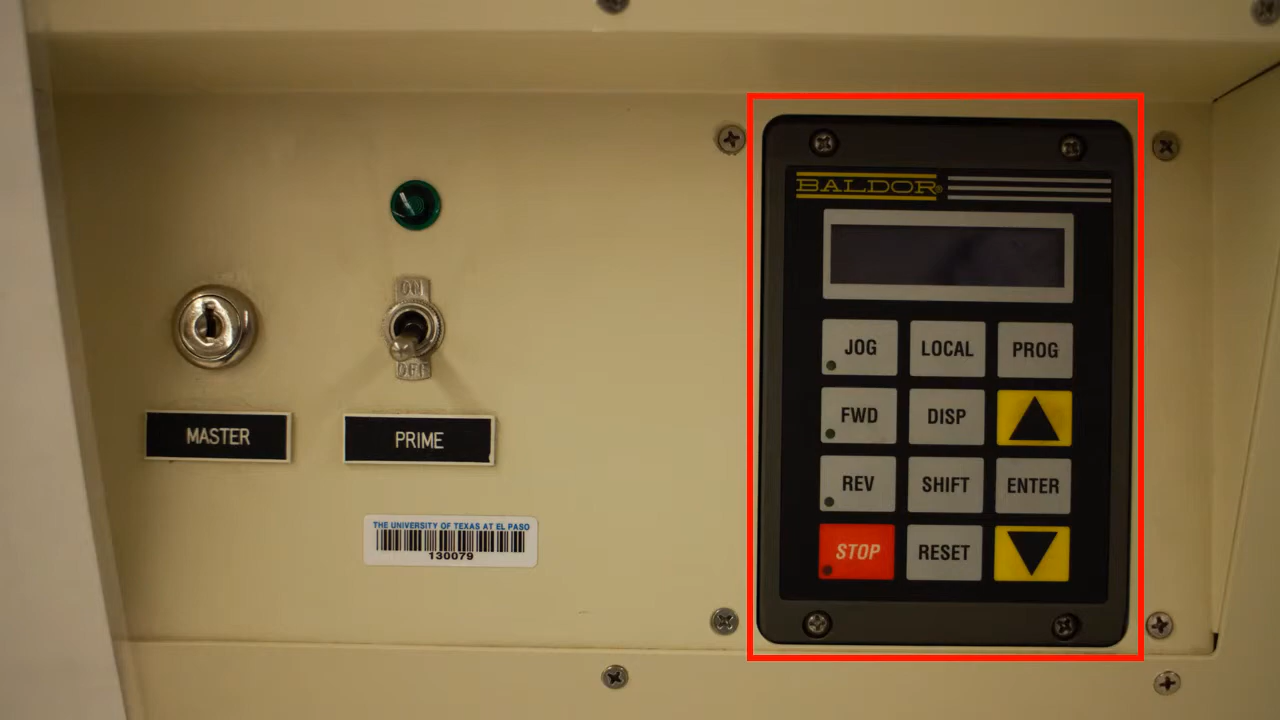 ON
OFF
MASTER
PRIME
THE UNIVERSITY OF TEXAS AT EL PASO
130079
BALDOR®
JOG LOCAL PROG
FWD DISP
REV SHIFT ENTER
STOP RESET